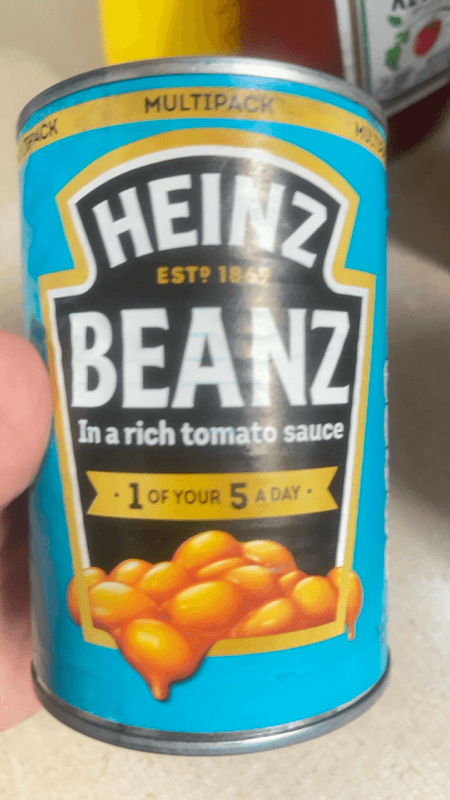 MULTIPACK
HEINZ
ESTD 1869
BEANZ
In a rich tomato sauce
· 1 OF YOUR 5 A DAY ·